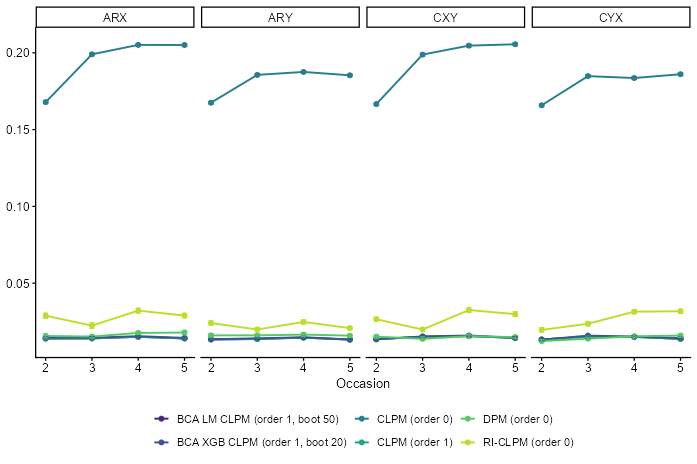 ARX ARY CXY CYX
0.20
0.15
0.10
0.05
2 3 4 5 2 3 4 5 2 3 4 5 2 3 4 5
Occasion
BCA LM CLPM (order 1, boot 50) CLPM (order 0) DPM (order 0)
BCA XGB CLPM (order 1, boot 20) CLPM (order 1) RI-CLPM (order 0)